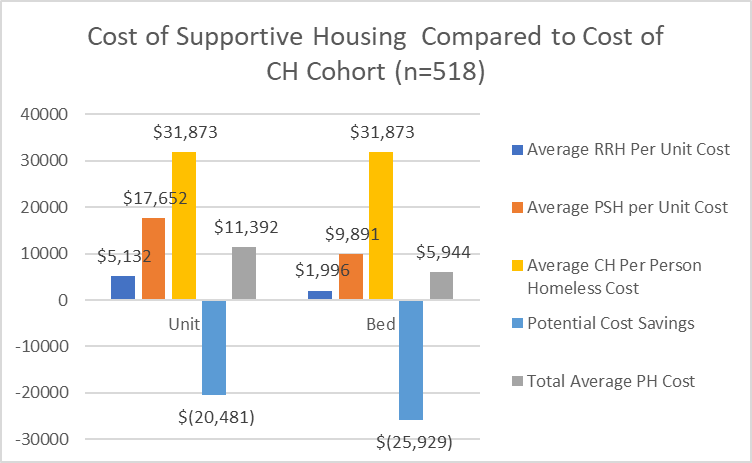 Cost of Supportive Housing Compared to Cost of
CH Cohort (n=518)
40000
30000
20000
10000
0
-10000
-20000
-30000
$5,132
$17,652
$31,873
$(20,481)
$11,392
$1,996
$9,891
$31,873
$(25,929)
$5,944
Unit
Bed
Average RRH Per Unit Cost
Average PSH per Unit Cost
Average CH Per Person
Homeless Cost
Potential Cost Savings
Total Average PH Cost